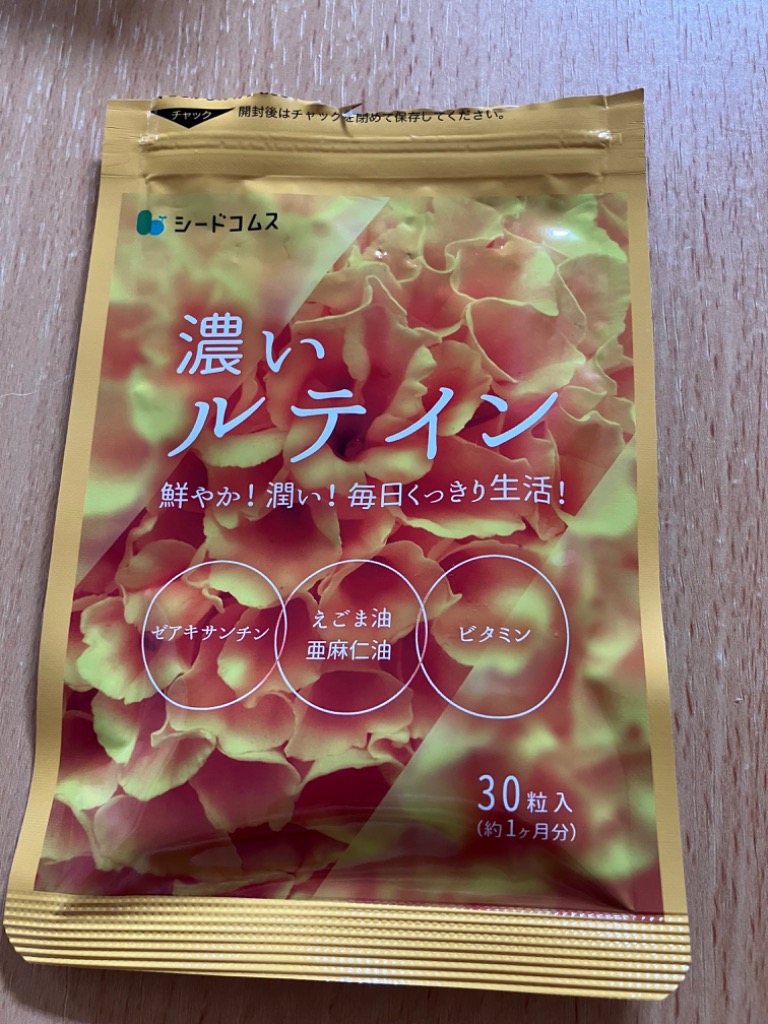 チャック
開封後はチャックを閉めて保存してください。
シードコムス
濃い
ルテイン
鮮やか！潤い！毎日くっきり生活！
ゼアキサンチン
えごま油
亜麻仁油
ビタミン
30粒入
(約1ヶ月分)